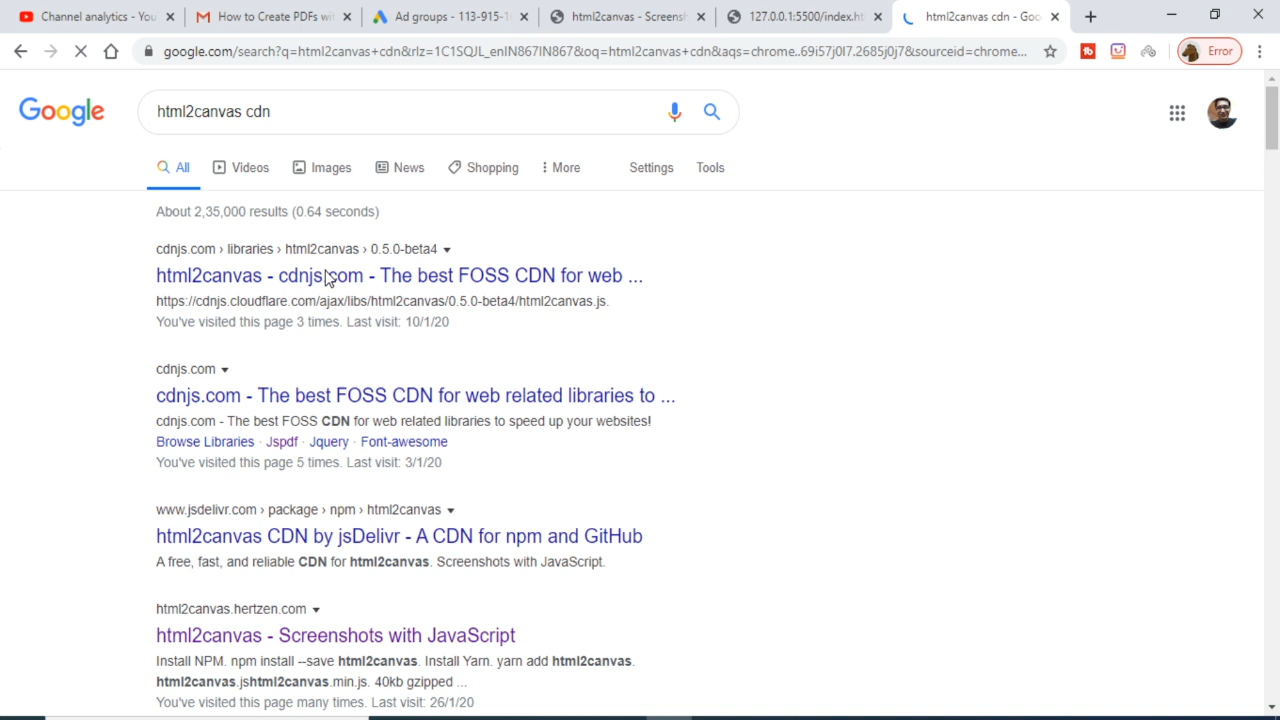 Channel analytics - You
How to Create PDFs wi
Ad groups - 113-915-1
html2canvas - Screensh
127.0.0.1:5500/index.ht
html2canvas cdn - Goo
google.com/search?q=html2canvas+cdn&rlz=1C1SQJL_enIN867IN867&oq=html2canvas+cdn&aqs=chrome..69i57j0l7.2685j0j7&sourceid=chrome...
Error
Google
html2canvas cdn
All Videos Images News Shopping More Settings Tools
About 2,35,000 results (0.64 seconds)
cdnjs.com › libraries › html2canvas › 0.5.0-beta4
html2canvas - cdnjs.com - The best FOSS CDN for web ...
https://cdnjs.cloudflare.com/ajax/libs/html2canvas/0.5.0-beta4/html2canvas.js.
You've visited this page 3 times. Last visit: 10/1/20
cdnjs.com
cdnjs.com - The best FOSS CDN for web related libraries to ...
cdnjs.com - The best FOSS CDN for web related libraries to speed up your websites!
Browse Libraries · Jspdf · Jquery · Font-awesome
You've visited this page 5 times. Last visit: 3/1/20
www.jsdelivr.com › package › npm › html2canvas
html2canvas CDN by jsDelivr - A CDN for npm and GitHub
A free, fast, and reliable CDN for html2canvas. Screenshots with JavaScript.
html2canvas.hertzen.com
html2canvas - Screenshots with JavaScript
Install NPM. npm install --save html2canvas. Install Yarn. yarn add html2canvas.
html2canvas.jshtml2canvas.min.js. 40kb gzipped ...
You've visited this page many times. Last visit: 26/1/20